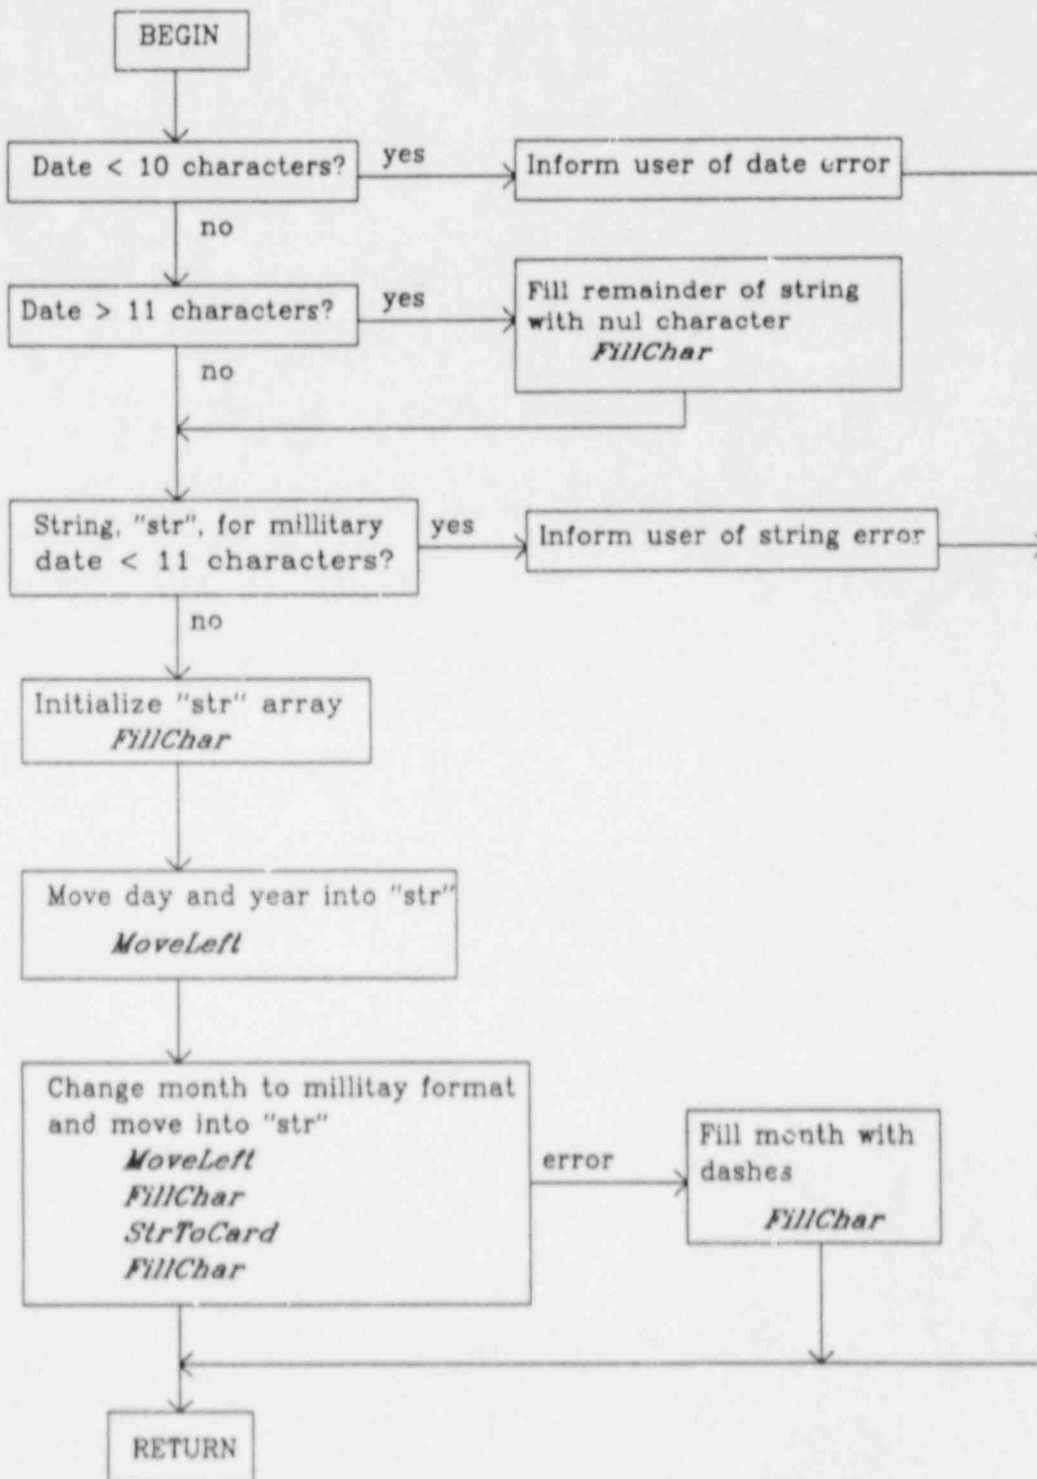 BEGIN
Date < 10 characters?
yes
Inform user of date error
no
Date > 11 characters?
yes
Fill remainder of string
with nul character
FillChar
no
String, "str", for millitary
date < 11 characters?
yes
Inform user of string error
no
Initialize "str" array
FillChar
Move day and year into "str"
MoveLeft
Change month to millitay format
and move into "str"
MoveLeft
FillChar
StrToCard
FillChar
error
Fill month with
dashes
FillChar
RETURN